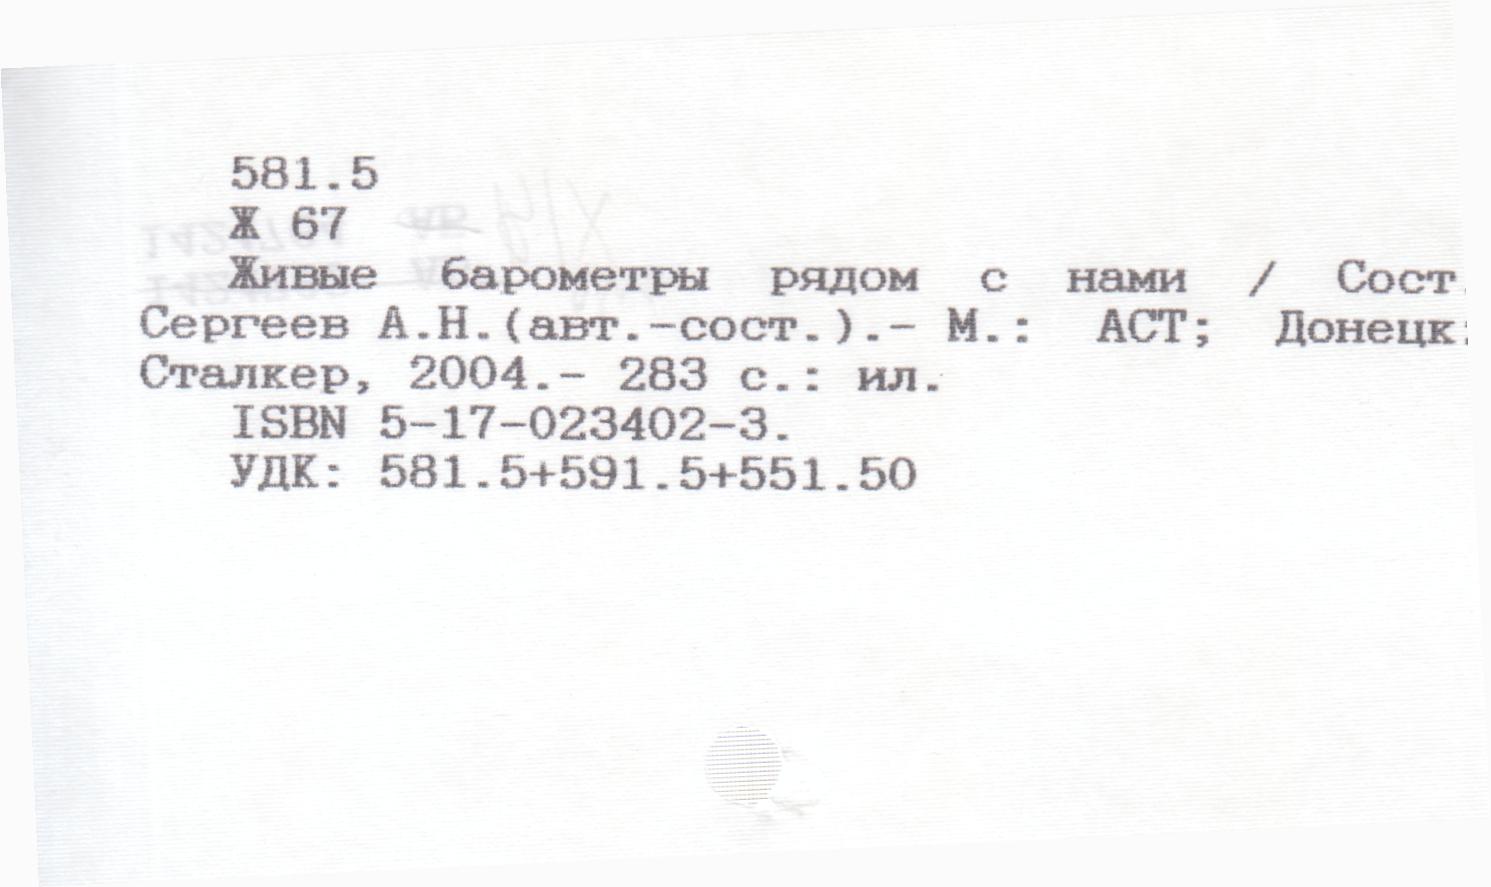 581.5
Ж 67
Живые барометры рядом с нами / Сост.
Сергеев А.Н.(авт.-сост.).- М.: АСТ; Донецк:
Сталкер, 2004.- 283 с.: ил.
ISBN 5-17-023402-3.
УДК: 581.5+591.5+551.50